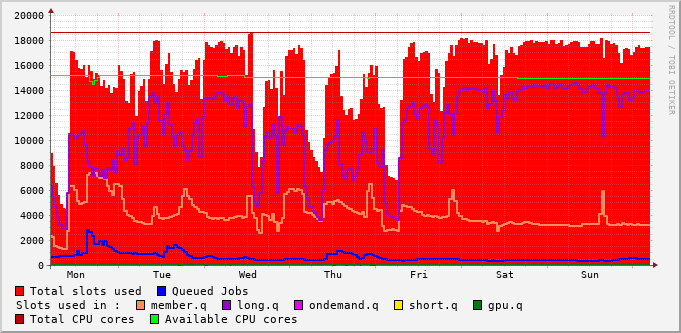 20000
18000
16000
14000
12000
10000
8000
6000
4000
2000
0
Mon Tue Wed Thu Fri Sat Sun
RRDTOOL / TOBI OETIKER
Total slots used Queued Jobs
Slots used in : member.q long.q ondemand.q short.q gpu.q
Total CPU cores Available CPU cores